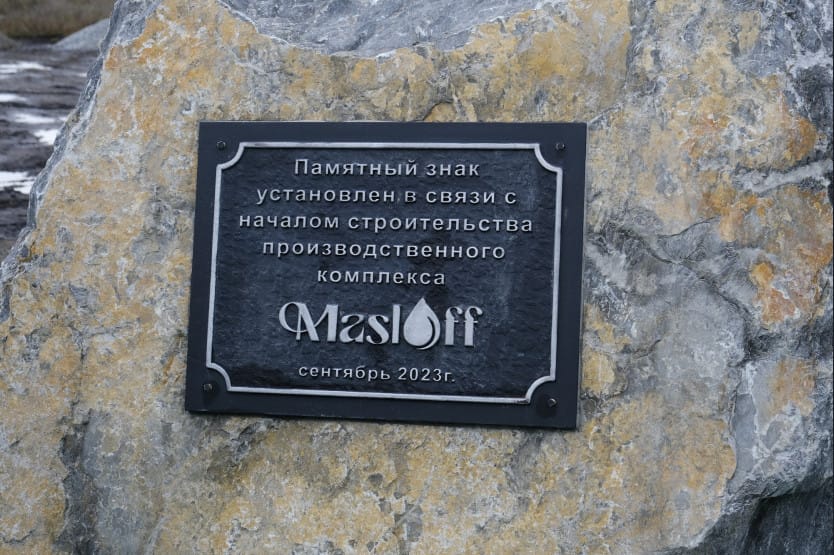 Памятный знак
установлен в связи с
началом строительства
производственного
комплекса
Masloff
сентябрь 2023г.